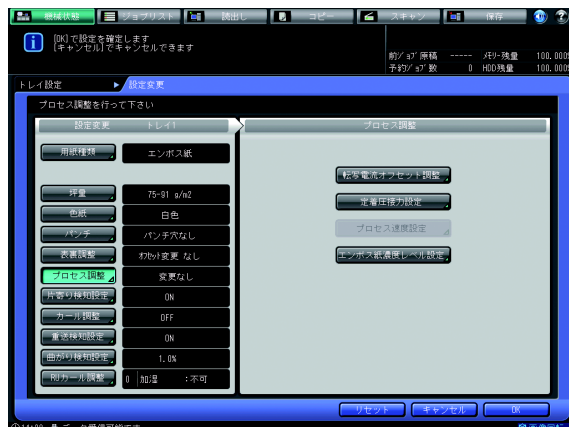 機械状態 ジョブリスト 読出し コピー スキャン 保存
[OK]で設定を確定します
[キャンセル]でキャンセルできます
前ｼﾞｮﾌﾞ原稿 ----- ﾒﾓﾘｰ残量 100.000%
予約ｼﾞｮﾌﾞ数 0 HDD残量 100.000%
トレイ設定 設定変更
プロセス調整を行って下さい
設定変更 トレイ1 プロセス調整
用紙種類 エンボス紙
転写電流オフセット調整
坪量 75-91 g/m2
定着圧接力設定
色紙 白色
プロセス速度設定
パンチ パンチ穴なし
表裏調整 ｵﾌｾｯﾄ変更 なし
エンボス紙濃度レベル設定
プロセス調整 変更なし
片寄り検知設定 ON
カール調整 OFF
重送検知設定 ON
曲がり検知設定 1.0%
RUカール調整 0 加湿 :不可
リセット キャンセル OK